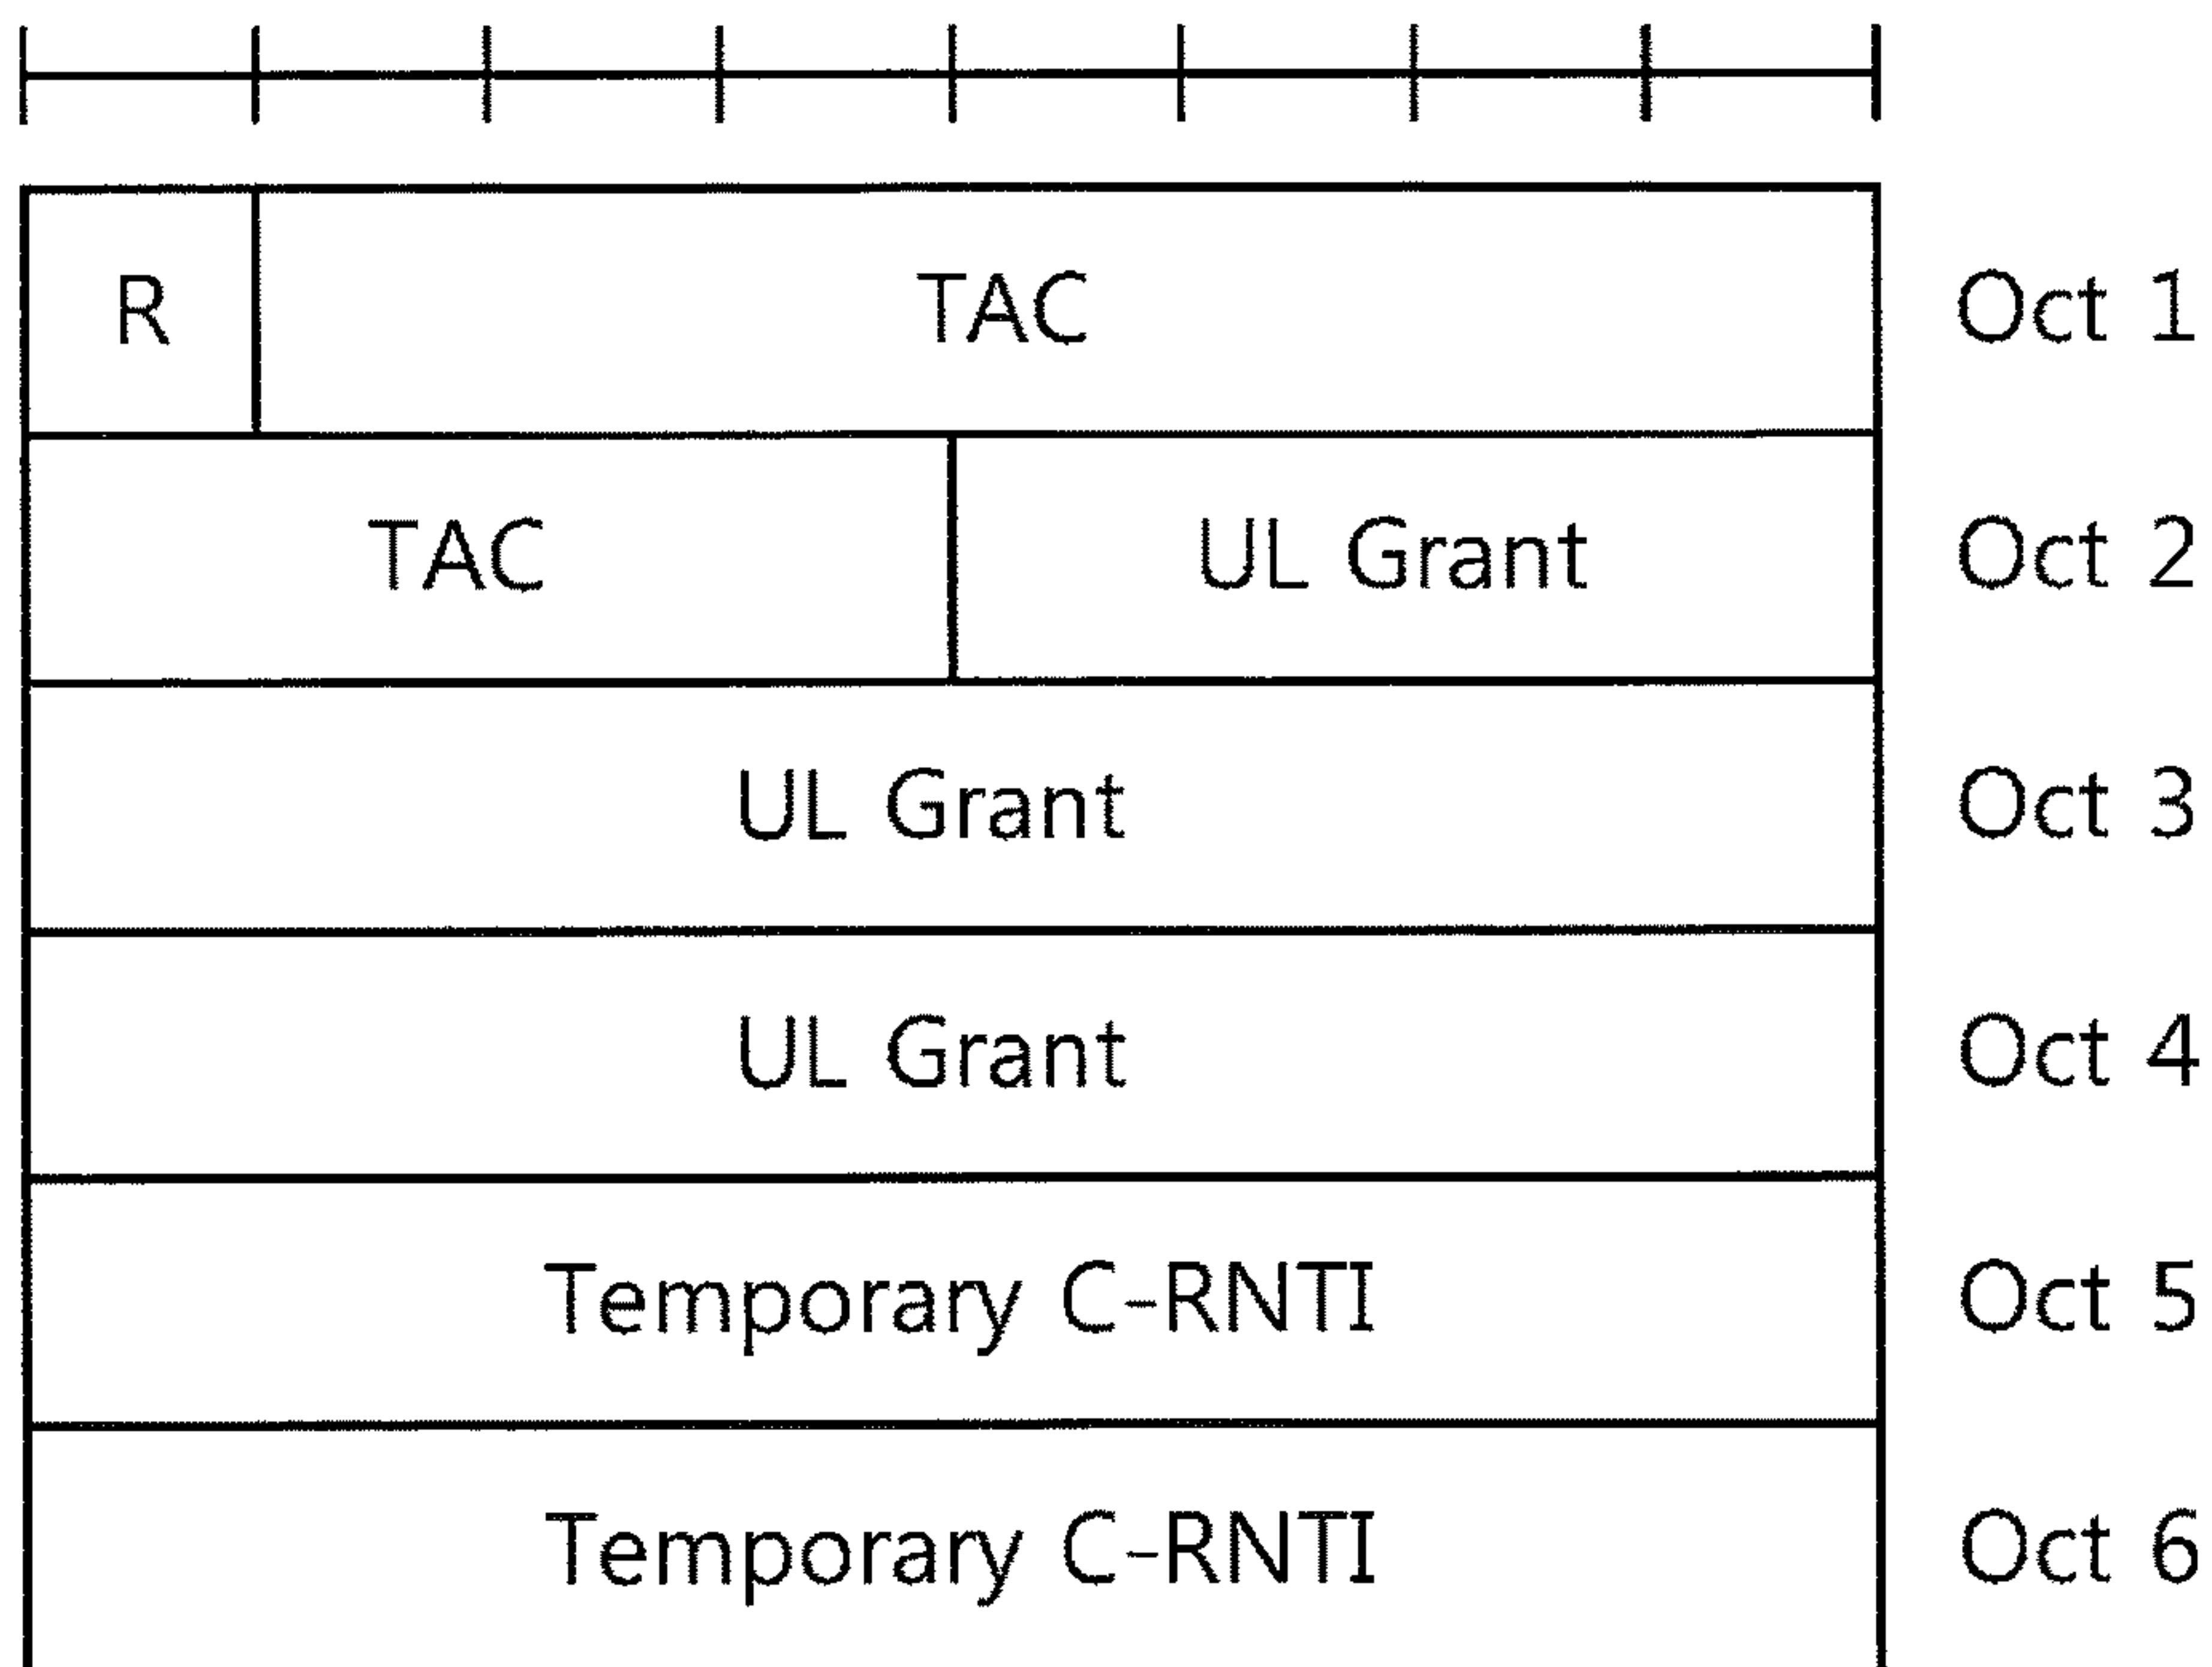 R TAC Oct 1
TAC UL Grant Oct 2
UL Grant Oct 3
UL Grant Oct 4
Temporary C-RNTI Oct 5
Temporary C-RNTI Oct 6